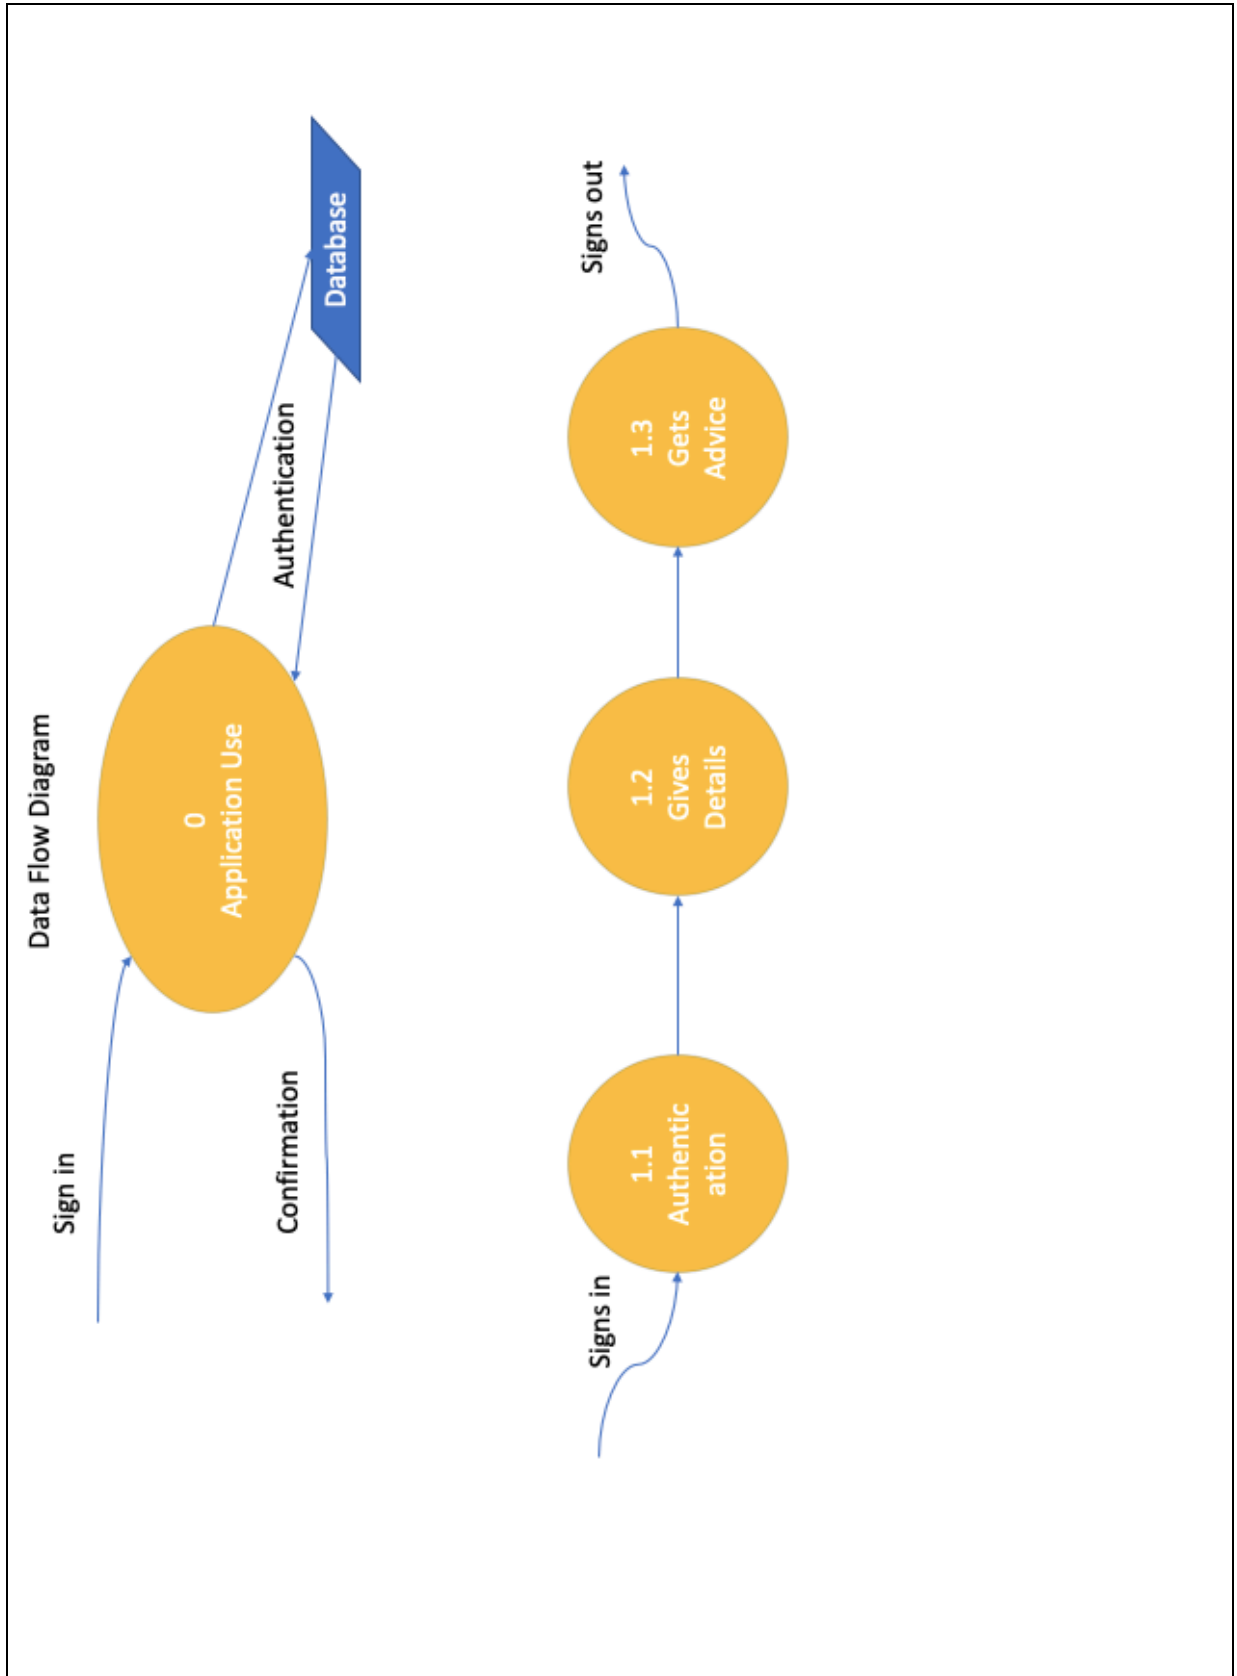 Data Flow Diagram
Sign in
0
Application Use
Authentication
Database
Confirmation
Signs in
1.1
Authentic
ation
1.2
Gives
Details
1.3
Gets
Advice
Signs out